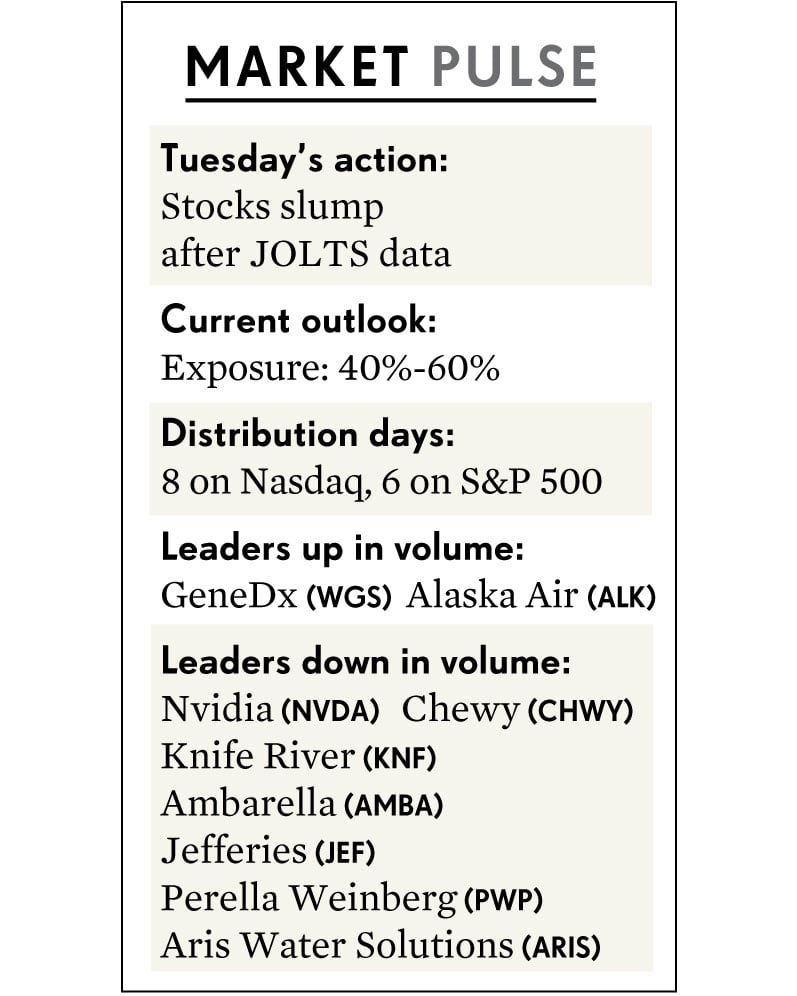 MARKET PULSE
Tuesday's action:
Stocks slump
after JOLTS data
Current outlook:
Exposure: 40%-60%
Distribution days:
8 on Nasdaq, 6 on S&P 500
Leaders up in volume:
GeneDx (WGS) Alaska Air (ALK)
Leaders down in volume:
Nvidia (NVDA) Chewy (CHWY)
Knife River (KNF)
Ambarella (AMBA)
Jefferies (JEF)
Perella Weinberg (PWP)
Aris Water Solutions (ARIS)